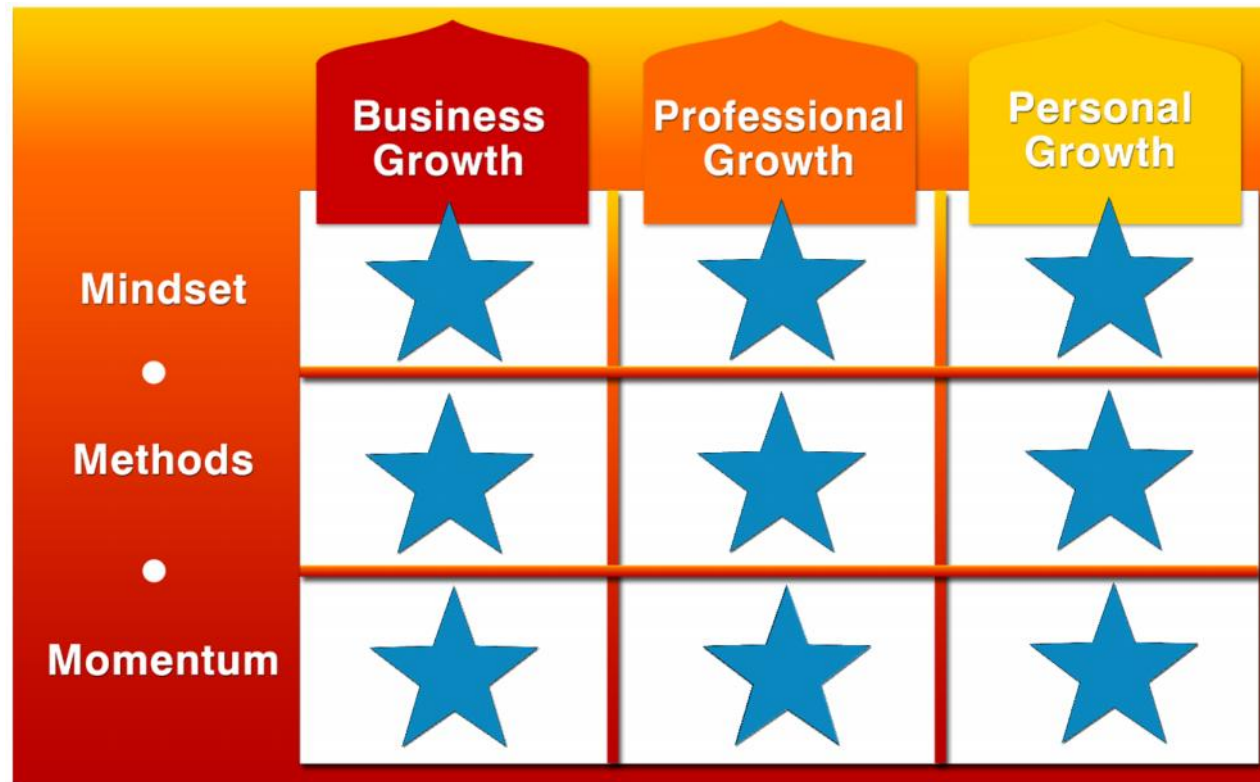 Business
Growth
Professional
Growth
Personal
Growth
Mindset
Methods
Momentum